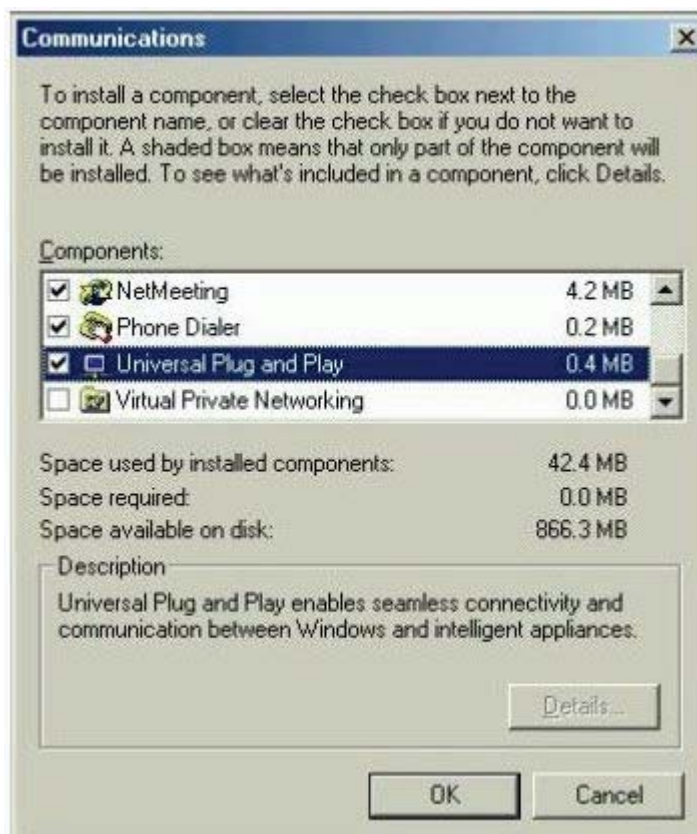 Communications
To install a component, select the check box next to the
component name, or clear the check box if you do not want to
install it. A shaded box means that only part of the component will
be installed. To see what's included in a component, click Details.
Components:
NetMeeting 4.2 MB
Phone Dialer 0.2 MB
Universal Plug and Play 0.4 MB
Virtual Private Networking 0.0 MB
Space used by installed components: 42.4 MB
Space required: 0.0 MB
Space available on disk: 866.3 MB
Description
Universal Plug and Play enables seamless connectivity and
communication between Windows and intelligent appliances.
Details...
OK Cancel